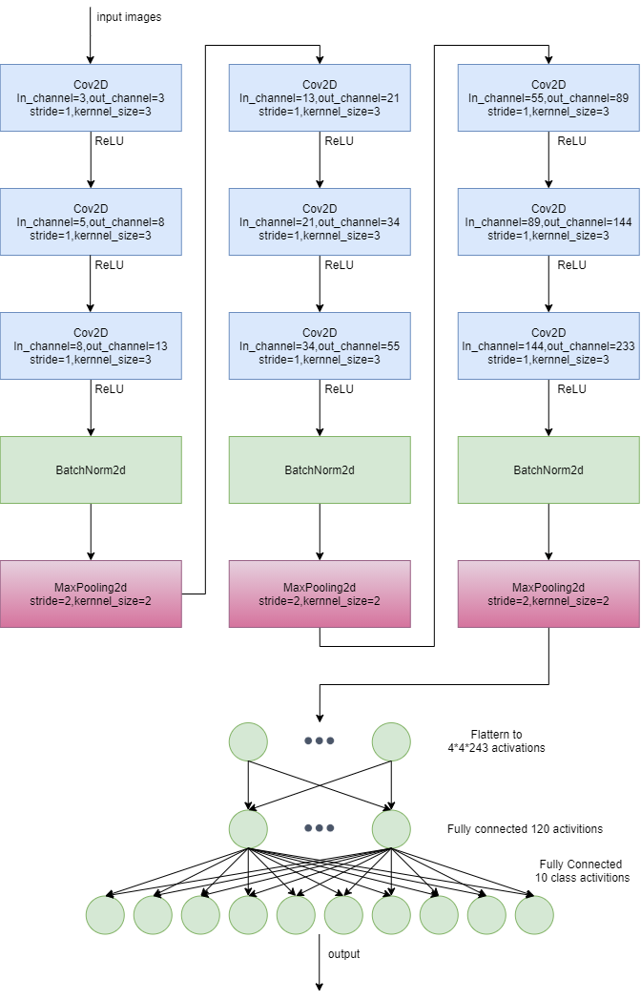 input images
Cov2D
In_channel=3,out_channel=3
stride=1,kernnel_size=3
ReLU
Cov2D
In_channel=5,out_channel=8
stride=1,kernnel_size=3
ReLU
Cov2D
In_channel=8,out_channel=13
stride=1,kernnel_size=3
ReLU
BatchNorm2d
MaxPooling2d
stride=2,kernnel_size=2
Cov2D
In_channel=13,out_channel=21
stride=1,kernnel_size=3
ReLU
Cov2D
In_channel=21,out_channel=34
stride=1,kernnel_size=3
ReLU
Cov2D
In_channel=34,out_channel=55
stride=1,kernnel_size=3
ReLU
BatchNorm2d
MaxPooling2d
stride=2,kernnel_size=2
Cov2D
In_channel=55,out_channel=89
stride=1,kernnel_size=3
ReLU
Cov2D
In_channel=89,out_channel=144
stride=1,kernnel_size=3
ReLU
Cov2D
In_channel=144,out_channel=233
stride=1,kernnel_size=3
ReLU
BatchNorm2d
MaxPooling2d
stride=2,kernnel_size=2
Flattern to
4*4*243 activations
Fully connected 120 activitions
Fully Connected
10 class activitions
output